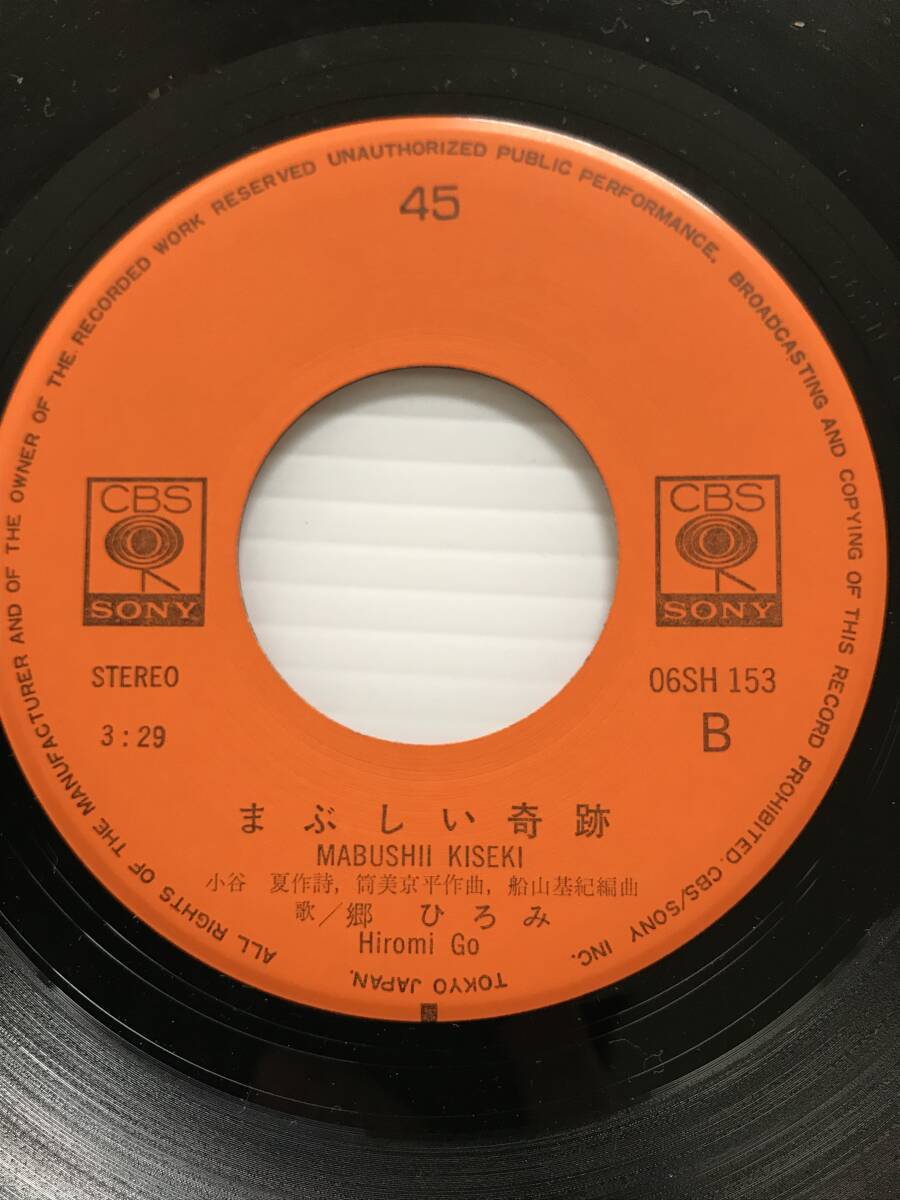 ALL RIGHTS OF THE MANUFACTURER AND OF THE OWNER OF THE RECORDED WORK RESERVED UNAUTHORIZED PUBLIC PERFORMANCE, BROADCASTING AND COPYING OF THIS RECORD PROHIBITED. CBS/SONY INC.
TOKYO JAPAN.
45
CBS
SONY
CBS
SONY
STEREO
06SH 153
3:29
B
まぶしい奇跡
MABUSHII KISEKI
小谷 夏作詩, 筒美京平作曲, 船山基紀編曲
歌/郷 ひろみ
Hiromi Go